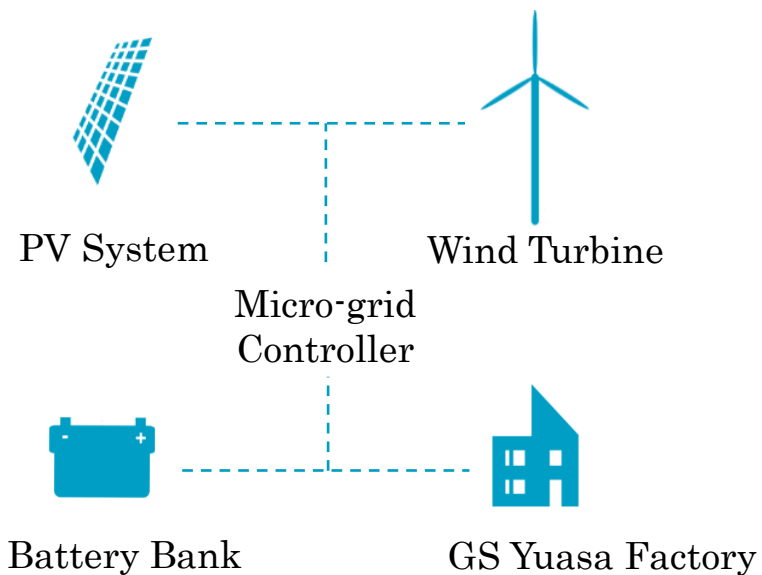 PV System
Wind Turbine
Micro-grid
Controller
- +
Battery Bank
GS Yuasa Factory